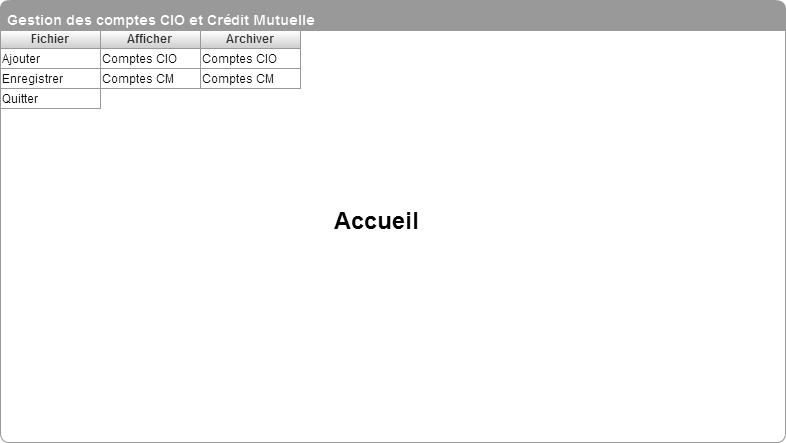 Gestion des comptes CIO et Crédit Mutuelle
Fichier Afficher Archiver
Ajouter Comptes CIO Comptes CIO
Enregistrer Comptes CM Comptes CM
Quitter
Accueil